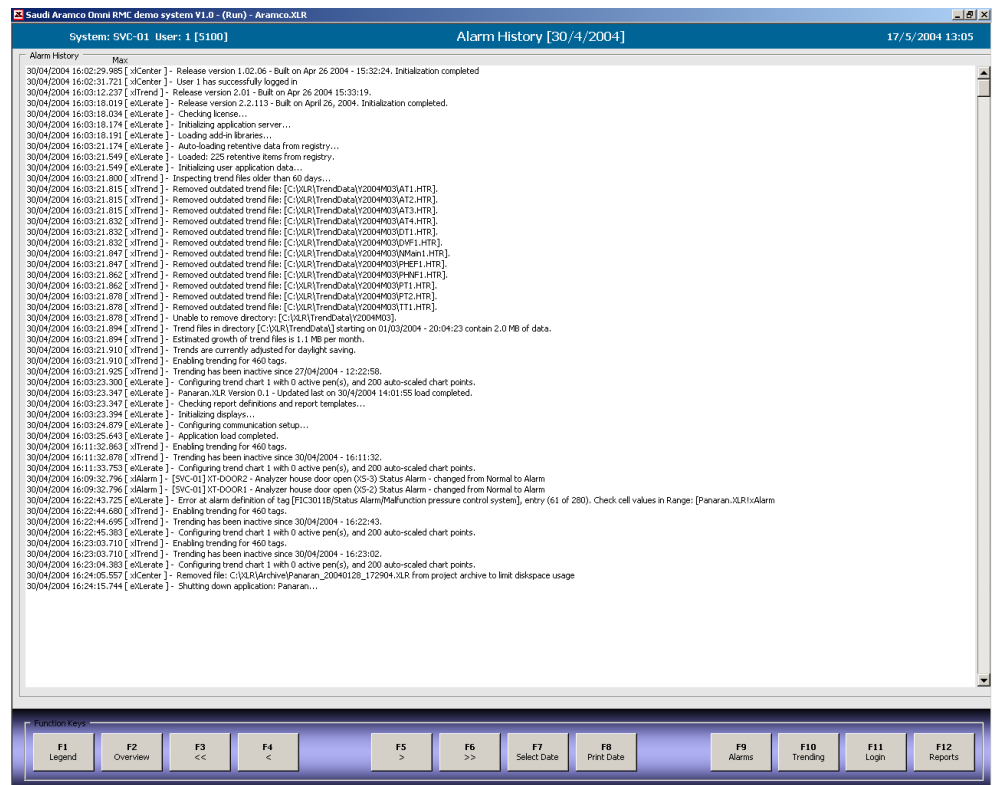 Saudi Aramco Omni RMC demo system V1.0 - (Run) - Aramco.XLR
System: SVC-01 User: 1 [5100]
Alarm History [30/4/2004]
17/5/2004 13:05
Alarm History
Max
30/04/2004 16:02:29.985 [ xlCenter ] - Release version 1.02.06 - Built on Apr 26 2004 - 15:32:24. Initialization completed
30/04/2004 16:02:31.721 [ xlCenter ] - User 1 has successfully logged in
30/04/2004 16:03:12.237 [ xlTrend ] - Release version 2.01 - Built on Apr 26 2004 15:33:19.
30/04/2004 16:03:18.019 [ eXLerate ] - Release version 2.2.113 - Built on April 26, 2004. Initialization completed.
30/04/2004 16:03:18.034 [ eXLerate ] - Checking license...
30/04/2004 16:03:18.174 [ eXLerate ] - Initializing application server...
30/04/2004 16:03:18.191 [ eXLerate ] - Loading add-in libraries...
30/04/2004 16:03:21.174 [ eXLerate ] - Auto-loading retentive data from registry...
30/04/2004 16:03:21.549 [ eXLerate ] - Loaded: 225 retentive items from registry.
30/04/2004 16:03:21.549 [ eXLerate ] - Initializing user application data...
30/04/2004 16:03:21.800 [ xlTrend ] - Inspecting trend files older than 60 days...
30/04/2004 16:03:21.815 [ xlTrend ] - Removed outdated trend file: [C:\XLR\TrendData\Y2004M03\AT1.HTR].
30/04/2004 16:03:21.815 [ xlTrend ] - Removed outdated trend file: [C:\XLR\TrendData\Y2004M03\AT2.HTR].
30/04/2004 16:03:21.815 [ xlTrend ] - Removed outdated trend file: [C:\XLR\TrendData\Y2004M03\AT3.HTR].
30/04/2004 16:03:21.832 [ xlTrend ] - Removed outdated trend file: [C:\XLR\TrendData\Y2004M03\AT4.HTR].
30/04/2004 16:03:21.832 [ xlTrend ] - Removed outdated trend file: [C:\XLR\TrendData\Y2004M03\DT1.HTR].
30/04/2004 16:03:21.832 [ xlTrend ] - Removed outdated trend file: [C:\XLR\TrendData\Y2004M03\DVF1.HTR].
30/04/2004 16:03:21.847 [ xlTrend ] - Removed outdated trend file: [C:\XLR\TrendData\Y2004M03\NMain1.HTR].
30/04/2004 16:03:21.847 [ xlTrend ] - Removed outdated trend file: [C:\XLR\TrendData\Y2004M03\PHEF1.HTR].
30/04/2004 16:03:21.862 [ xlTrend ] - Removed outdated trend file: [C:\XLR\TrendData\Y2004M03\PHNF1.HTR].
30/04/2004 16:03:21.862 [ xlTrend ] - Removed outdated trend file: [C:\XLR\TrendData\Y2004M03\PT1.HTR].
30/04/2004 16:03:21.878 [ xlTrend ] - Removed outdated trend file: [C:\XLR\TrendData\Y2004M03\PT2.HTR].
30/04/2004 16:03:21.878 [ xlTrend ] - Removed outdated trend file: [C:\XLR\TrendData\Y2004M03\TT1.HTR].
30/04/2004 16:03:21.878 [ xlTrend ] - Unable to remove directory: [C:\XLR\TrendData\Y2004M03].
30/04/2004 16:03:21.894 [ xlTrend ] - Trend files in directory [C:\XLR\TrendData\] starting on 01/03/2004 - 20:04:23 contain 2.0 MB of data.
30/04/2004 16:03:21.894 [ xlTrend ] - Estimated growth of trend files is 1.1 MB per month.
30/04/2004 16:03:21.910 [ xlTrend ] - Trends are currently adjusted for daylight saving.
30/04/2004 16:03:21.910 [ xlTrend ] - Enabling trending for 460 tags.
30/04/2004 16:03:21.925 [ xlTrend ] - Trending has been inactive since 27/04/2004 - 12:22:58.
30/04/2004 16:03:23.300 [ eXLerate ] - Configuring trend chart 1 with 0 active pen(s), and 200 auto-scaled chart points.
30/04/2004 16:03:23.347 [ eXLerate ] - Panaran.XLR Version 0.1 - Updated last on 30/4/2004 14:01:55 load completed.
30/04/2004 16:03:23.347 [ eXLerate ] - Checking report definitions and report templates...
30/04/2004 16:03:23.394 [ eXLerate ] - Initializing displays...
30/04/2004 16:03:24.879 [ eXLerate ] - Configuring communication setup...
30/04/2004 16:03:25.643 [ eXLerate ] - Application load completed.
30/04/2004 16:11:32.863 [ xlTrend ] - Enabling trending for 460 tags.
30/04/2004 16:11:32.878 [ xlTrend ] - Trending has been inactive since 30/04/2004 - 16:11:32.
30/04/2004 16:11:33.753 [ eXLerate ] - Configuring trend chart 1 with 0 active pen(s), and 200 auto-scaled chart points.
30/04/2004 16:09:32.796 [ xlAlarm ] - [SVC-01] XT-DOOR2 - Analyzer house door open (XS-3) Status Alarm - changed from Normal to Alarm
30/04/2004 16:09:32.796 [ xlAlarm ] - [SVC-01] XT-DOOR1 - Analyzer house door open (XS-2) Status Alarm - changed from Normal to Alarm
30/04/2004 16:22:43.725 [ eXLerate ] - Error at alarm definition of tag [FIC3011B/Status Alarm/Malfunction pressure control system], entry (61 of 280). Check cell values in Range: [Panaran.XLR!xAlarm
30/04/2004 16:22:44.680 [ xlTrend ] - Enabling trending for 460 tags.
30/04/2004 16:22:44.695 [ xlTrend ] - Trending has been inactive since 30/04/2004 - 16:22:43.
30/04/2004 16:22:45.383 [ eXLerate ] - Configuring trend chart 1 with 0 active pen(s), and 200 auto-scaled chart points.
30/04/2004 16:23:03.710 [ xlTrend ] - Enabling trending for 460 tags.
30/04/2004 16:23:03.710 [ xlTrend ] - Trending has been inactive since 30/04/2004 - 16:23:02.
30/04/2004 16:23:04.383 [ eXLerate ] - Configuring trend chart 1 with 0 active pen(s), and 200 auto-scaled chart points.
30/04/2004 16:24:05.557 [ xlCenter ] - Removed file: C:\XLR\Archive\Panaran_20040128_172904.XLR from project archive to limit diskspace usage
30/04/2004 16:24:15.744 [ eXLerate ] - Shutting down application: Panaran...
Function Keys
F1 F2 F3 F4 F5 F6 F7 F8 F9 F10 F11 F12
Legend Overview << < > >> Select Date Print Date Alarms Trending Login Reports